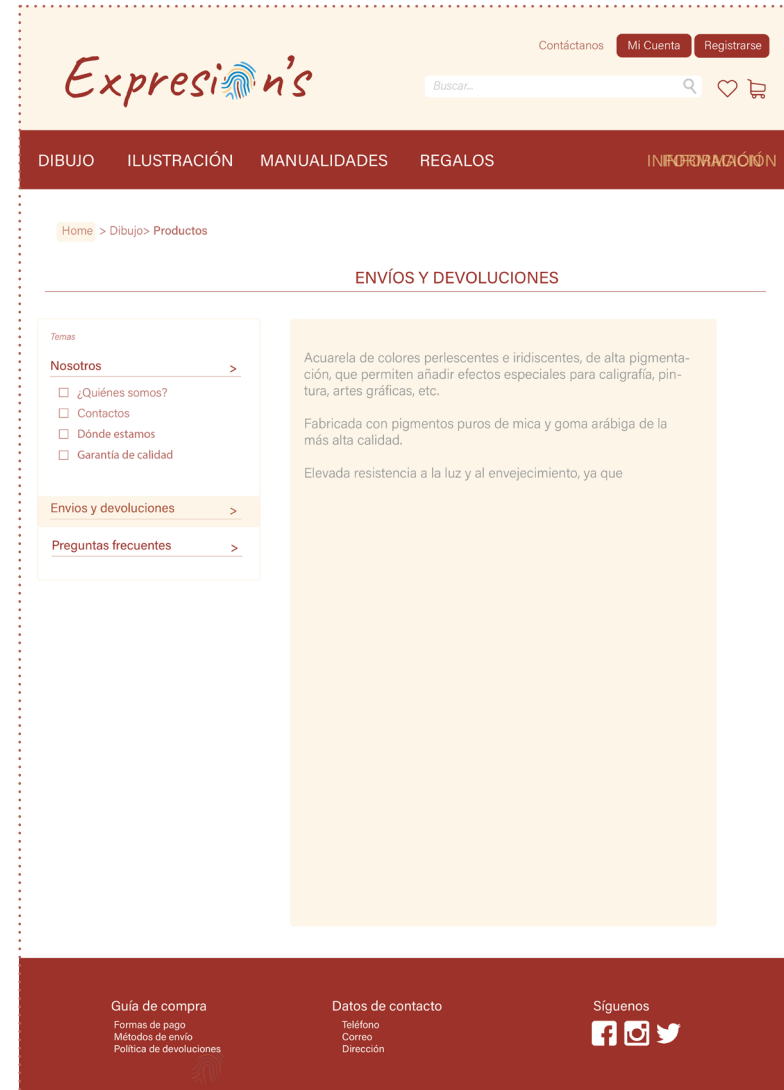 Contáctanos Mi Cuenta Registrarse
Expresión's
Buscar...
DIBUJO ILUSTRACIÓN MANUALIDADES REGALOS INFORMACIÓN
Home > Dibujo> Productos
ENVÍOS Y DEVOLUCIONES
Temas
Nosotros >
¿Quiénes somos?
Contactos
Dónde estamos
Garantía de calidad
Envios y devoluciones >
Preguntas frecuentes >
Acuarela de colores perlescentes e iridiscentes, de alta pigmenta-
ción, que permiten añadir efectos especiales para caligrafía, pin-
tura, artes gráficas, etc.
Fabricada con pigmentos puros de mica y goma arábiga de la
más alta calidad.
Elevada resistencia a la luz y al envejecimiento, ya que
Guía de compra
Formas de pago
Métodos de envío
Política de devoluciones
Datos de contacto
Teléfono
Correo
Dirección
Síguenos